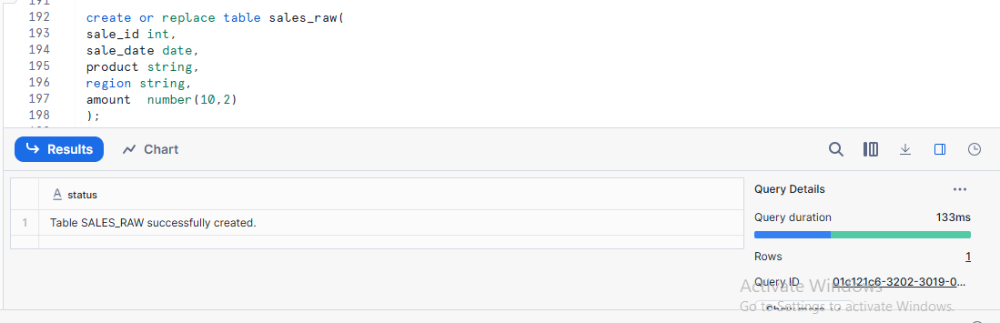 192 create or replace table sales_raw(
193 sale_id int,
194 sale_date date,
195 product string,
196 region string,
197 amount  number(10,2)
198 );
Results Chart
A status
Query Details
1 Table SALES_RAW successfully created.
Query duration 133ms
Rows 1
Query ID 01c121c6-3202-3019-0...
Activate Windows
Go to Settings to activate Windows.